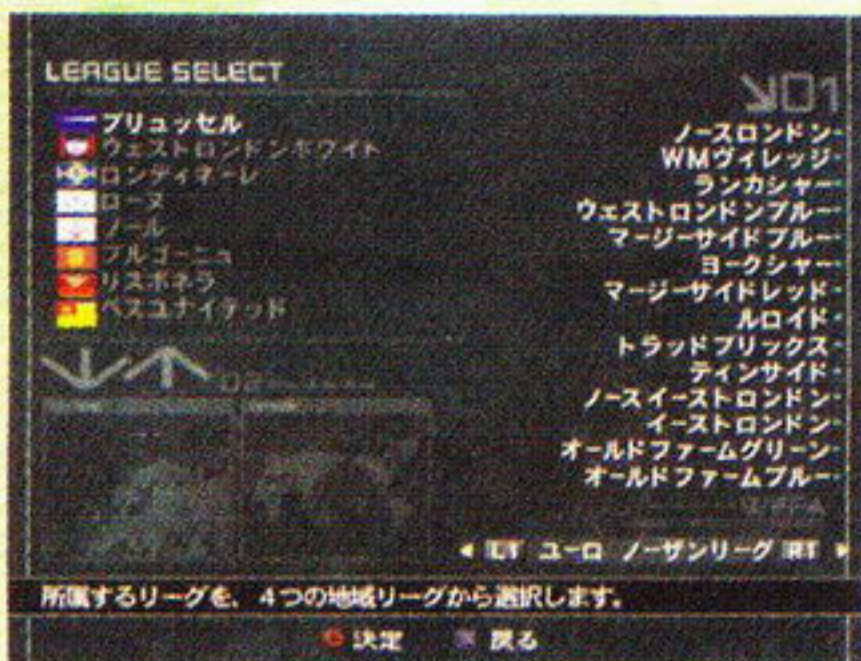 LEAGUE SELECT
01
ブリュッセル
ウェストロンドンホワイト
ロンディネーレ
ローヌ
ノール
ブルゴーニュ
リスボネラ
ペスユナイテッド
ノースロンドン
WMヴィレッジ
ランカシャー
ウェストロンドンブルー
マージーサイドブルー
ヨークシャー
マージーサイドレッド
ルロイド
トラッドブリックス
ティンサイド
ノースイーストロンドン
イーストロンドン
オールドファームグリーン
オールドファームブルー
02
LT ユーロ ノーザンリーグ RT
所属するリーグを、4つの地域リーグから選択します。
決定 戻る